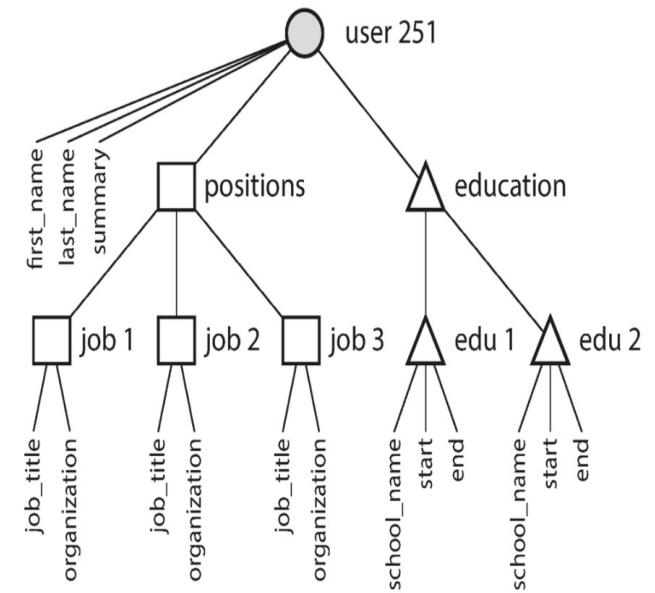 user 251
first_name
last_name
summary
positions
education
job 1
job 2
job 3
edu 1
edu 2
job_title
organization
job_title
organization
job_title
organization
school_name
start
end
school_name
start
end